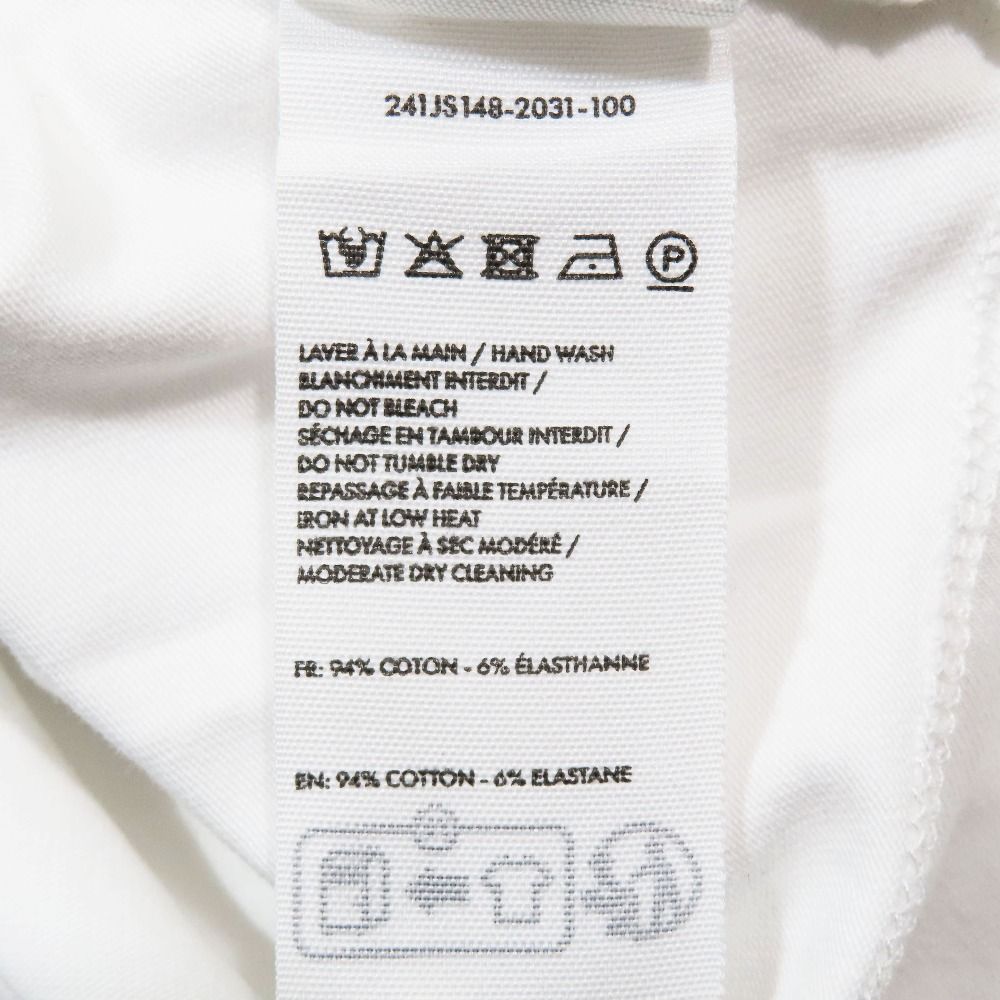 241JS148-2031-100
P
LAVER À LA MAIN / HAND WASH
BLANCHIMENT INTERDIT /
DO NOT BLEACH
SÉCHAGE EN TAMBOUR INTERDIT /
DO NOT TUMBLE DRY
REPASSAGE À FAIBLE TEMPÉRATURE /
IRON AT LOW HEAT
NETTOYAGE À SEC MODÉRÉ /
MODERATE DRY CLEANING
FR: 94% COTON - 6% ÉLASTHANNE
EN: 94% COTTON - 6% ELASTANE